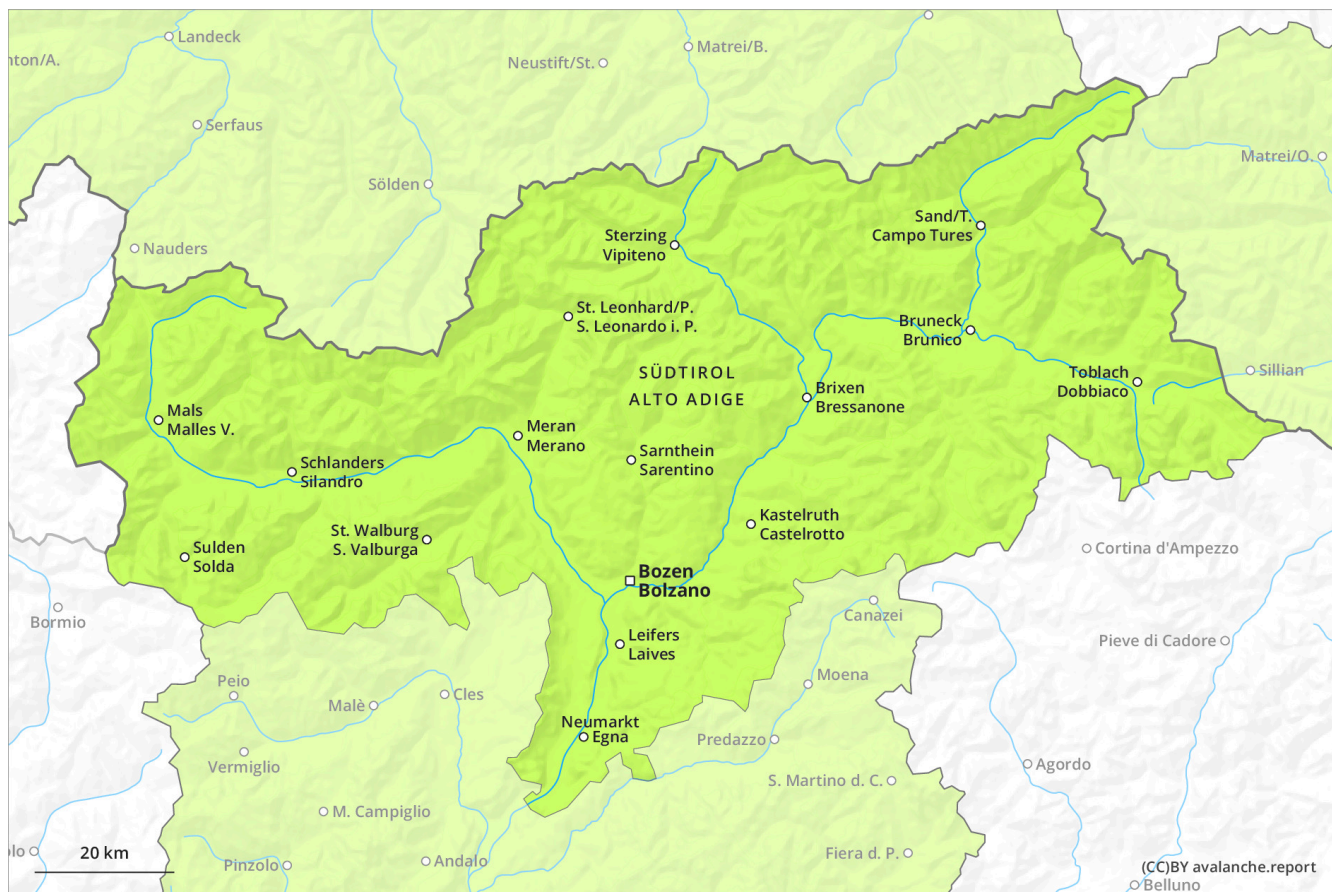 Landeck
nton/A.
Neustift/St.
Matrei/B.
Serfaus
Matrei/O.
Sölden
Sand/T.
Campo Tures
Nauders
Sterzing
Vipiteno
St. Leonhard/P.
S. Leonardo i. P.
Bruneck
Brunico
SÜDTIROL
ALTO ADIGE
Toblach
Dobbiaco
Sillian
Brixen
Bressanone
Mals
Malles V.
Meran
Merano
Sarnthein
Sarentino
Schlanders
Silandro
Kastelruth
Castelrotto
St. Walburg
S. Valburga
Sulden
Solda
Cortina d'Ampezzo
Bozen
Bolzano
Bormio
Canazei
Leifers
Laives
Pieve di Cadore
Moena
Peio
Cles
Malè
Neumarkt
Egna
Predazzo
Vermiglio
Agordo
S. Martino d. C.
M. Campiglio
olo
20 km
Pinzolo
Andalo
Fiera d. P.
(CC)BY avalanche.report
Belluno